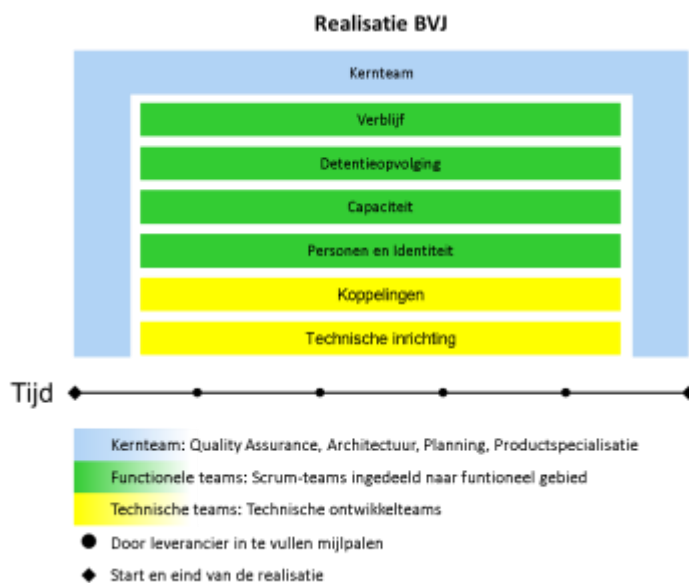 Realisatie BVJ
Kernteam
Verblijf
Detentieopvolging
Capaciteit
Personen en Identiteit
Koppelingen
Technische inrichting
Tijd
Kernteam: Quality Assurance, Architectuur, Planning, Productspecialisatie
Functionele teams: Scrum-teams ingedeeld naar funtioneel gebied
Technische teams: Technische ontwikkelteams
Door leverancier in te vullen mijlpalen
Start en eind van de realisatie